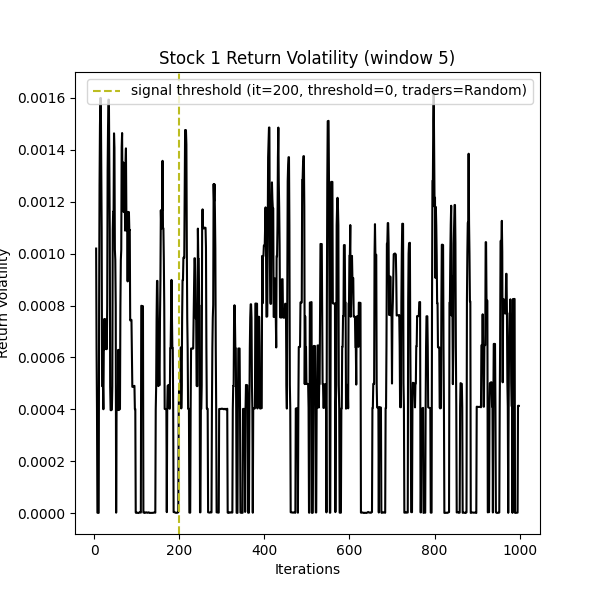 Stock 1 Return Volatility (window 5)
signal threshold (it=200, threshold=0, traders=Random)
Return Volatility
0.0016
0.0014
0.0012
0.0010
0.0008
0.0006
0.0004
0.0002
0.0000
0 200 400 600 800 1000
Iterations